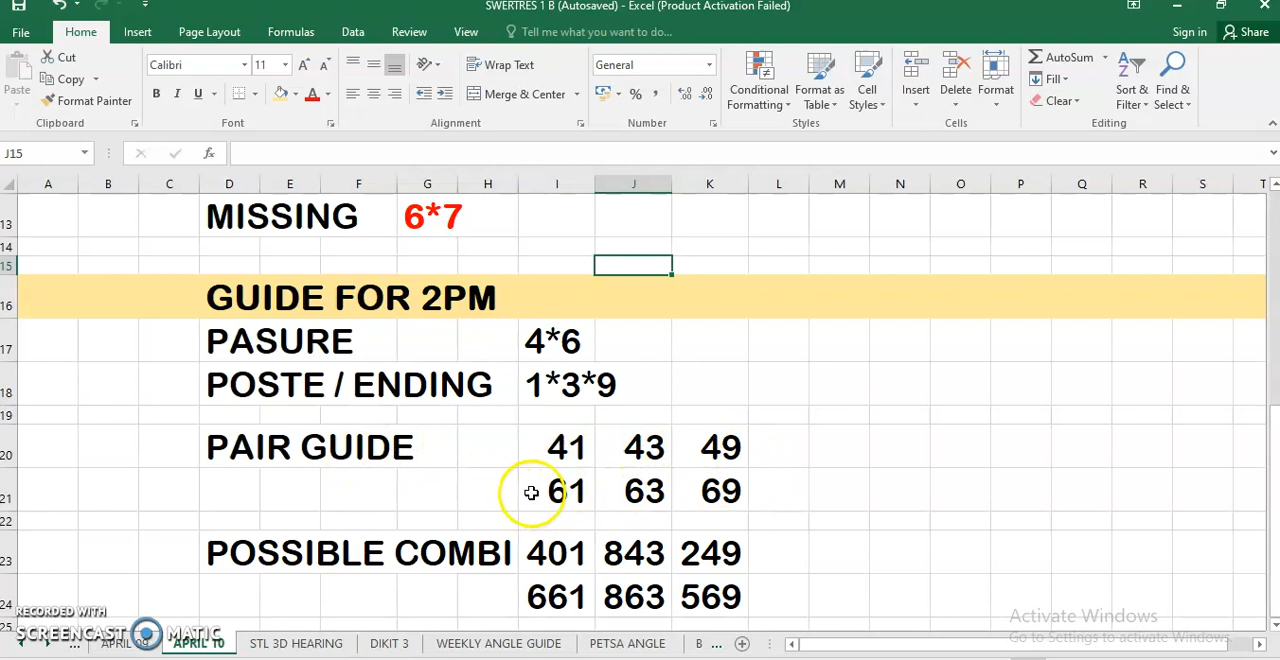 SWERTRES 1 B (Autosaved) - Excel (Product Activation Failed)
File Home Insert Page Layout Formulas Data Review View Tell me what you want to do... Sign in Share
Paste Cut Copy Format Painter Clipboard
Calibri 11 B I U A A A Font
Wrap Text Merge & Center Alignment
General % , Number
Conditional Formatting Format as Table Cell Styles Styles
Insert Delete Format Cells
AutoSum Fill Clear Sort & Filter Find & Select Editing
J15 fx
A B C D E F G H I J K L M N O P Q R S T
13 MISSING 6*7
14
15
16 GUIDE FOR 2PM
17 PASURE 4*6
18 POSTE / ENDING 1*3*9
19
20 PAIR GUIDE 41 43 49
21 61 63 69
22
23 POSSIBLE COMBI 401 843 249
24 661 863 569
25
RECORDED WITH
SCREENCAST MATIC
Activate Windows
Go to Settings to activate Windows.
... APRIL 09 APRIL 10 STL 3D HEARING DIKIT 3 WEEKLY ANGLE GUIDE PETSA ANGLE B ...